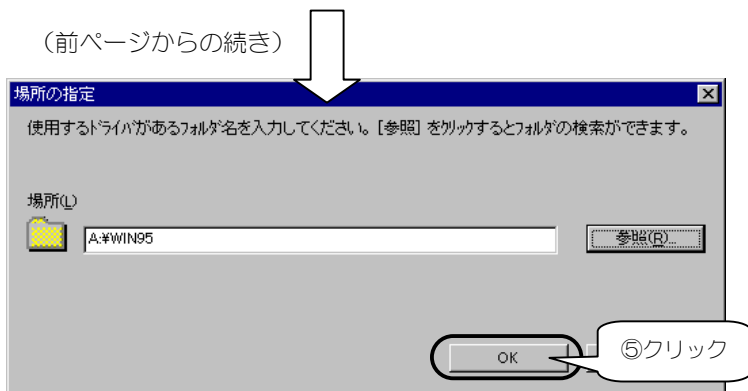 （前ページからの続き）
場所の指定
使用するﾄﾞﾗｲﾊﾞがあるﾌｫﾙﾀﾞ名を入力してください。[参照] をｸﾘｯｸするとﾌｫﾙﾀﾞの検索ができます。
場所(L)
A:¥WIN95
参照(R)...
OK
⑤クリック